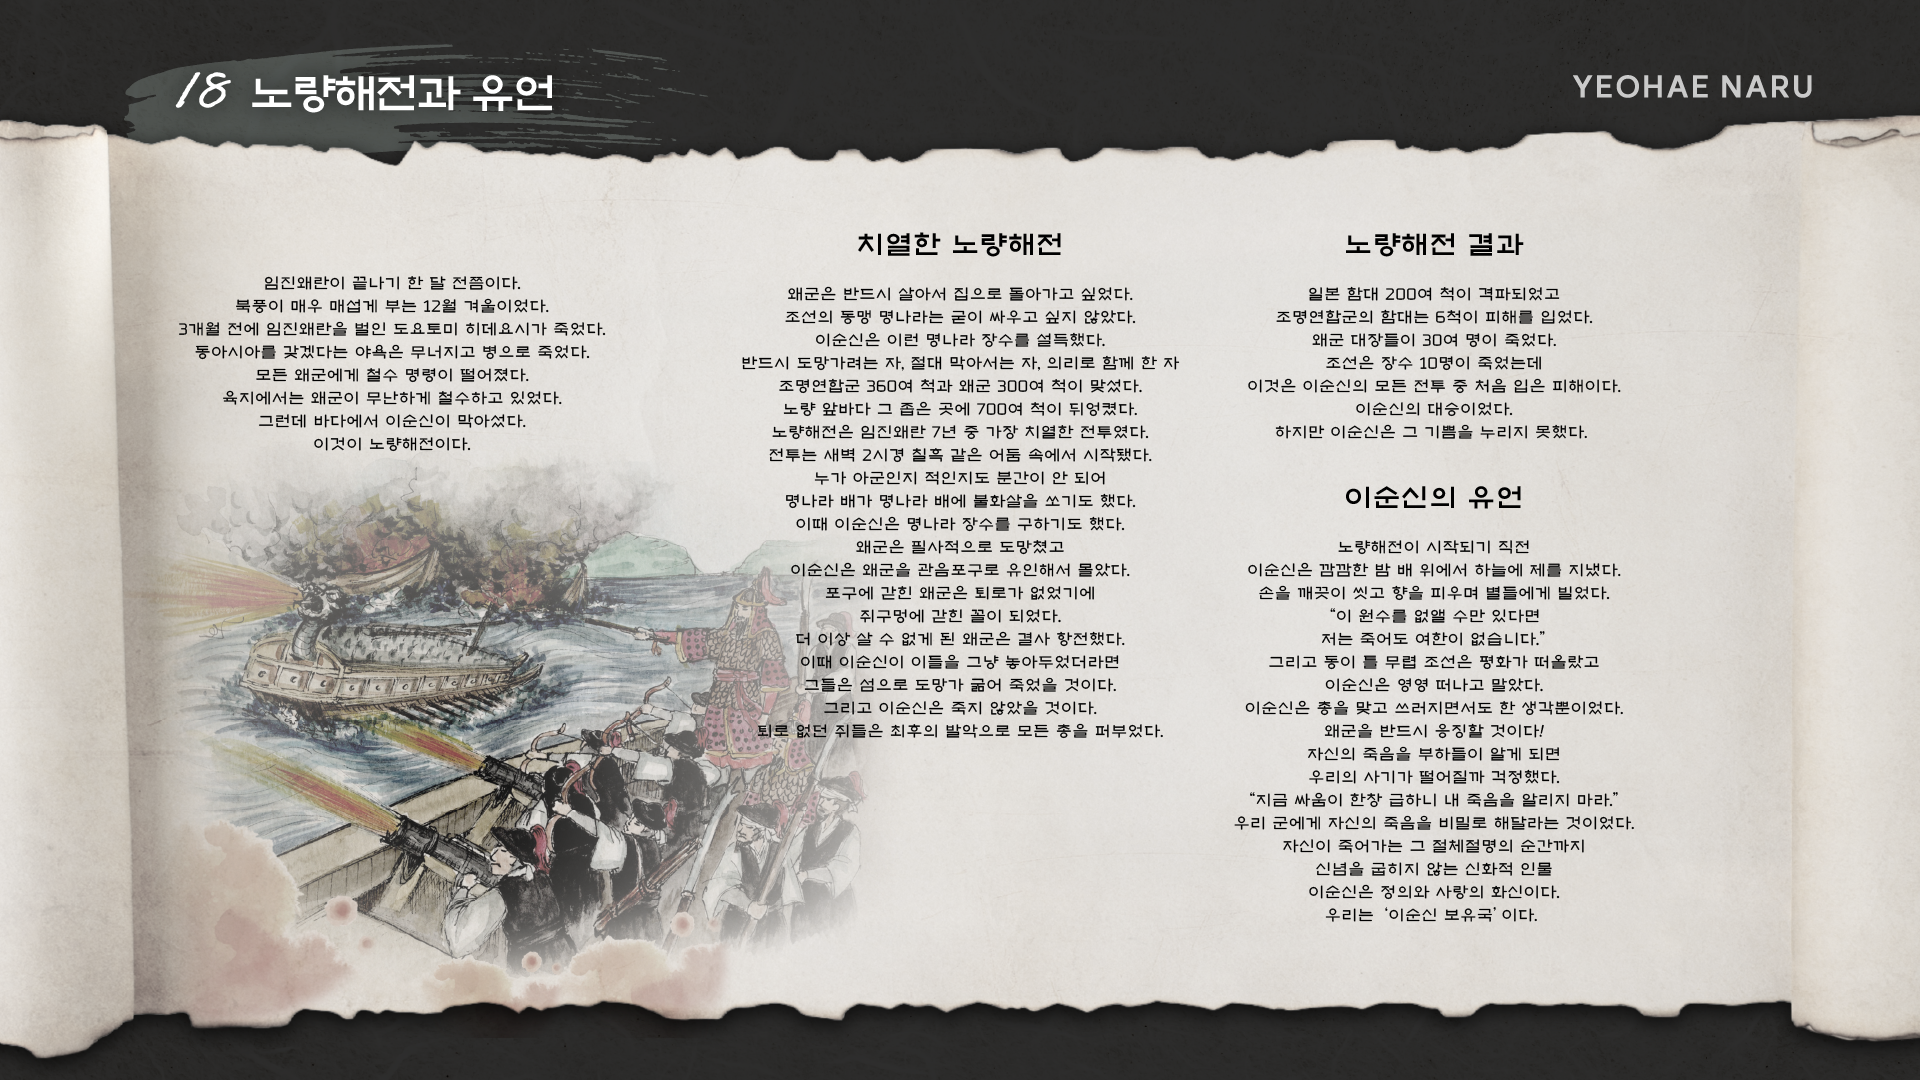 18 노량해전과 유언
YEOHAE NARU
임진왜란이 끝나기 한 달 전쯤이다.
북풍이 매우 매섭게 부는 12월 겨울이었다.
3개월 전에 임진왜란을 벌인 도요토미 히데요시가 죽었다.
동아시아를 갖겠다는 야욕은 무너지고 병으로 죽었다.
모든 왜군에게 철수 명령이 떨어졌다.
육지에서는 왜군이 무난하게 철수하고 있었다.
그런데 바다에서 이순신이 막아섰다.
이것이 노량해전이다.
치열한 노량해전
왜군은 반드시 살아서 집으로 돌아가고 싶었다.
조선의 동맹 명나라는 굳이 싸우고 싶지 않았다.
이순신은 이런 명나라 장수를 설득했다.
반드시 도망가려는 자, 절대 막아서는 자, 의리로 함께 한 자
조명연합군 360여 척과 왜군 300여 척이 맞섰다.
노량 앞바다 그 좁은 곳에 700여 척이 뒤엉켰다.
노량해전은 임진왜란 7년 중 가장 치열한 전투였다.
전투는 새벽 2시경 칠흑 같은 어둠 속에서 시작됐다.
누가 아군인지 적인지도 분간이 안 되어
명나라 배가 명나라 배에 불화살을 쏘기도 했다.
이때 이순신은 명나라 장수를 구하기도 했다.
왜군은 필사적으로 도망쳤고
이순신은 왜군을 관음포구로 유인해서 몰았다.
포구에 갇힌 왜군은 퇴로가 없었기에
쥐구멍에 갇힌 꼴이 되었다.
더 이상 살 수 없게 된 왜군은 결사 항전했다.
이때 이순신이 이들을 그냥 놓아두었더라면
그들은 섬으로 도망가 굶어 죽었을 것이다.
그리고 이순신은 죽지 않았을 것이다.
퇴로 없던 쥐들은 최후의 발악으로 모든 총을 퍼부었다.
노량해전 결과
일본 함대 200여 척이 격파되었고
조명연합군의 함대는 6척이 피해를 입었다.
왜군 대장들이 30여 명이 죽었다.
조선은 장수 10명이 죽었는데
이것은 이순신의 모든 전투 중 처음 입은 피해이다.
이순신의 대승이었다.
하지만 이순신은 그 기쁨을 누리지 못했다.
이순신의 유언
노량해전이 시작되기 직전
이순신은 깜깜한 밤 배 위에서 하늘에 제를 지냈다.
손을 깨끗이 씻고 향을 피우며 별들에게 빌었다.
“이 원수를 없앨 수만 있다면
저는 죽어도 여한이 없습니다.”
그리고 동이 틀 무렵 조선은 평화가 떠올랐고
이순신은 영영 떠나고 말았다.
이순신은 총을 맞고 쓰러지면서도 한 생각뿐이었다.
왜군을 반드시 응징할 것이다!
자신의 죽음을 부하들이 알게 되면
우리의 사기가 떨어질까 걱정했다.
“지금 싸움이 한창 급하니 내 죽음을 알리지 마라.”
우리 군에게 자신의 죽음을 비밀로 해달라는 것이었다.
자신이 죽어가는 그 절체절명의 순간까지
신념을 굽히지 않는 신화적 인물
이순신은 정의와 사랑의 화신이다.
우리는 ‘이순신 보유국’이다.